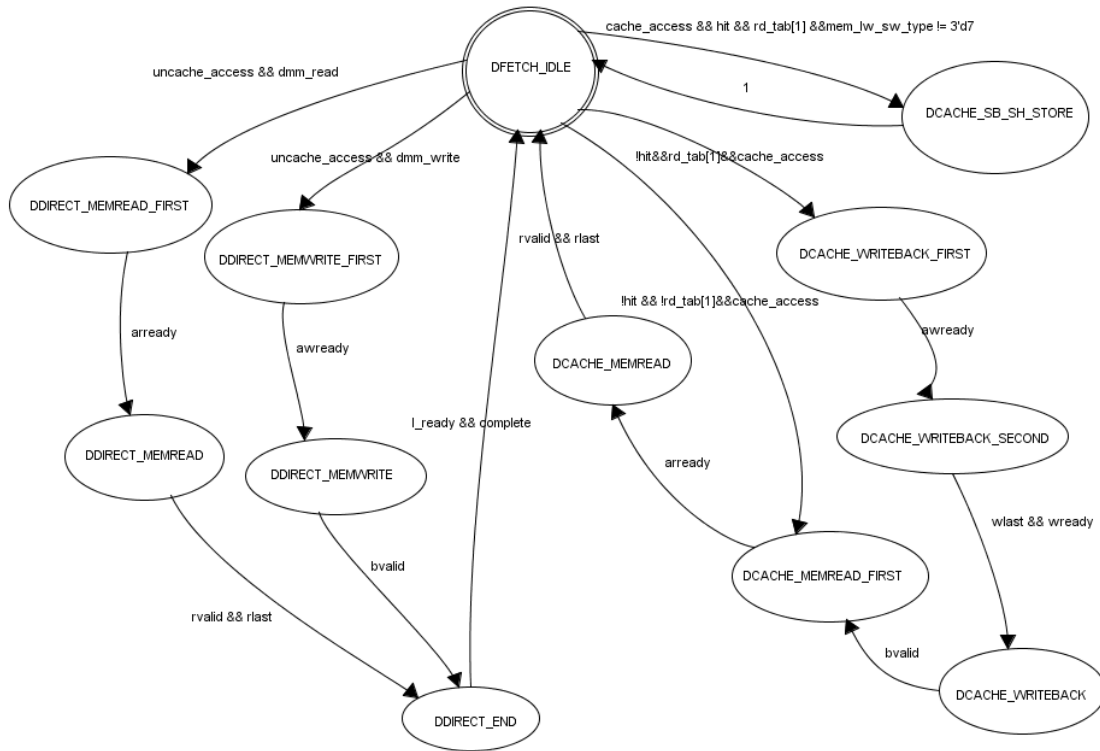 cache_access && hit && rd_tab[1] &&mem_lw_sw_type != 3'd7
DFETCH_IDLE
uncache_access && dmm_read
1
DCACHE_SB_SH_STORE
uncache_access && dmm_write
!hit&&rd_tab[1]&&cache_access
DDIRECT_MEMREAD_FIRST
rvalid && rlast
DDIRECT_MEMWRITE_FIRST
DCACHE_WRITEBACK_FIRST
!hit && !rd_tab[1]&&cache_access
arready
awready
DCACHE_MEMREAD
awready
I_ready && complete
DCACHE_WRITEBACK_SECOND
DDIRECT_MEMREAD
DDIRECT_MEMWRITE
arready
wlast && wready
bvalid
DCACHE_MEMREAD_FIRST
rvalid && rlast
bvalid
DCACHE_WRITEBACK
DDIRECT_END